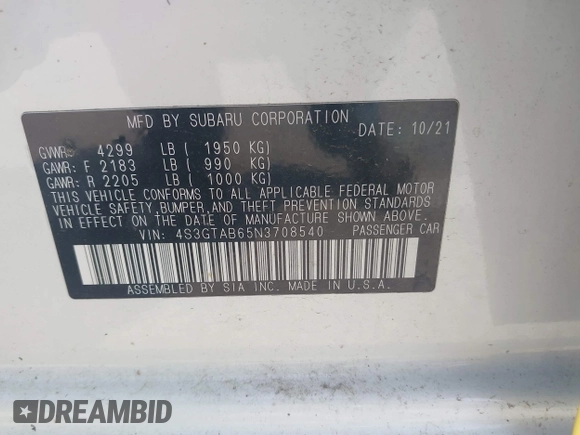 MFD BY SUBARU CORPORATION
DATE: 10/21
GVWR: 4299 LB ( 1950 KG)
GAWR: F 2183 LB ( 990 KG)
GAWR: R 2205 LB ( 1000 KG)
THIS VEHICLE CONFORMS TO ALL APPLICABLE FEDERAL MOTOR
VEHICLE SAFETY, BUMPER, AND THEFT PREVENTION STANDARDS
IN EFFECT ON THE DATE OF MANUFACTURE SHOWN ABOVE.
VIN: 4S3GTAB65N3708540 PASSENGER CAR
ASSEMBLED BY SIA INC. MADE IN U.S.A.
DREAMBID